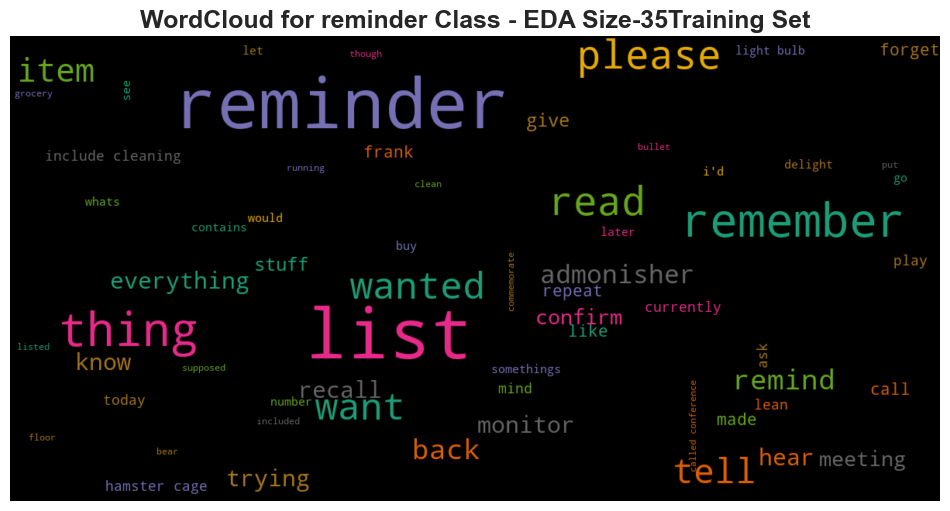 WordCloud for reminder Class - EDA Size-35Training Set
let
though
please
light bulb
forget
item
grocery
see
reminder
give
include cleaning
frank
running
bullet
i'd
delight
put
go
clean
whats
would
contains
read
later
remember
buy
stuff
everything
wanted
commemorate
admonisher
repeat
play
currently
confirm
like
thing
list
listed
know
supposed
somethings
mind
ask
remind
call
recall
today
number
want
included
monitor
called conference
lean
made
floor
bear
back
hamster cage
trying
tell
hear
meeting